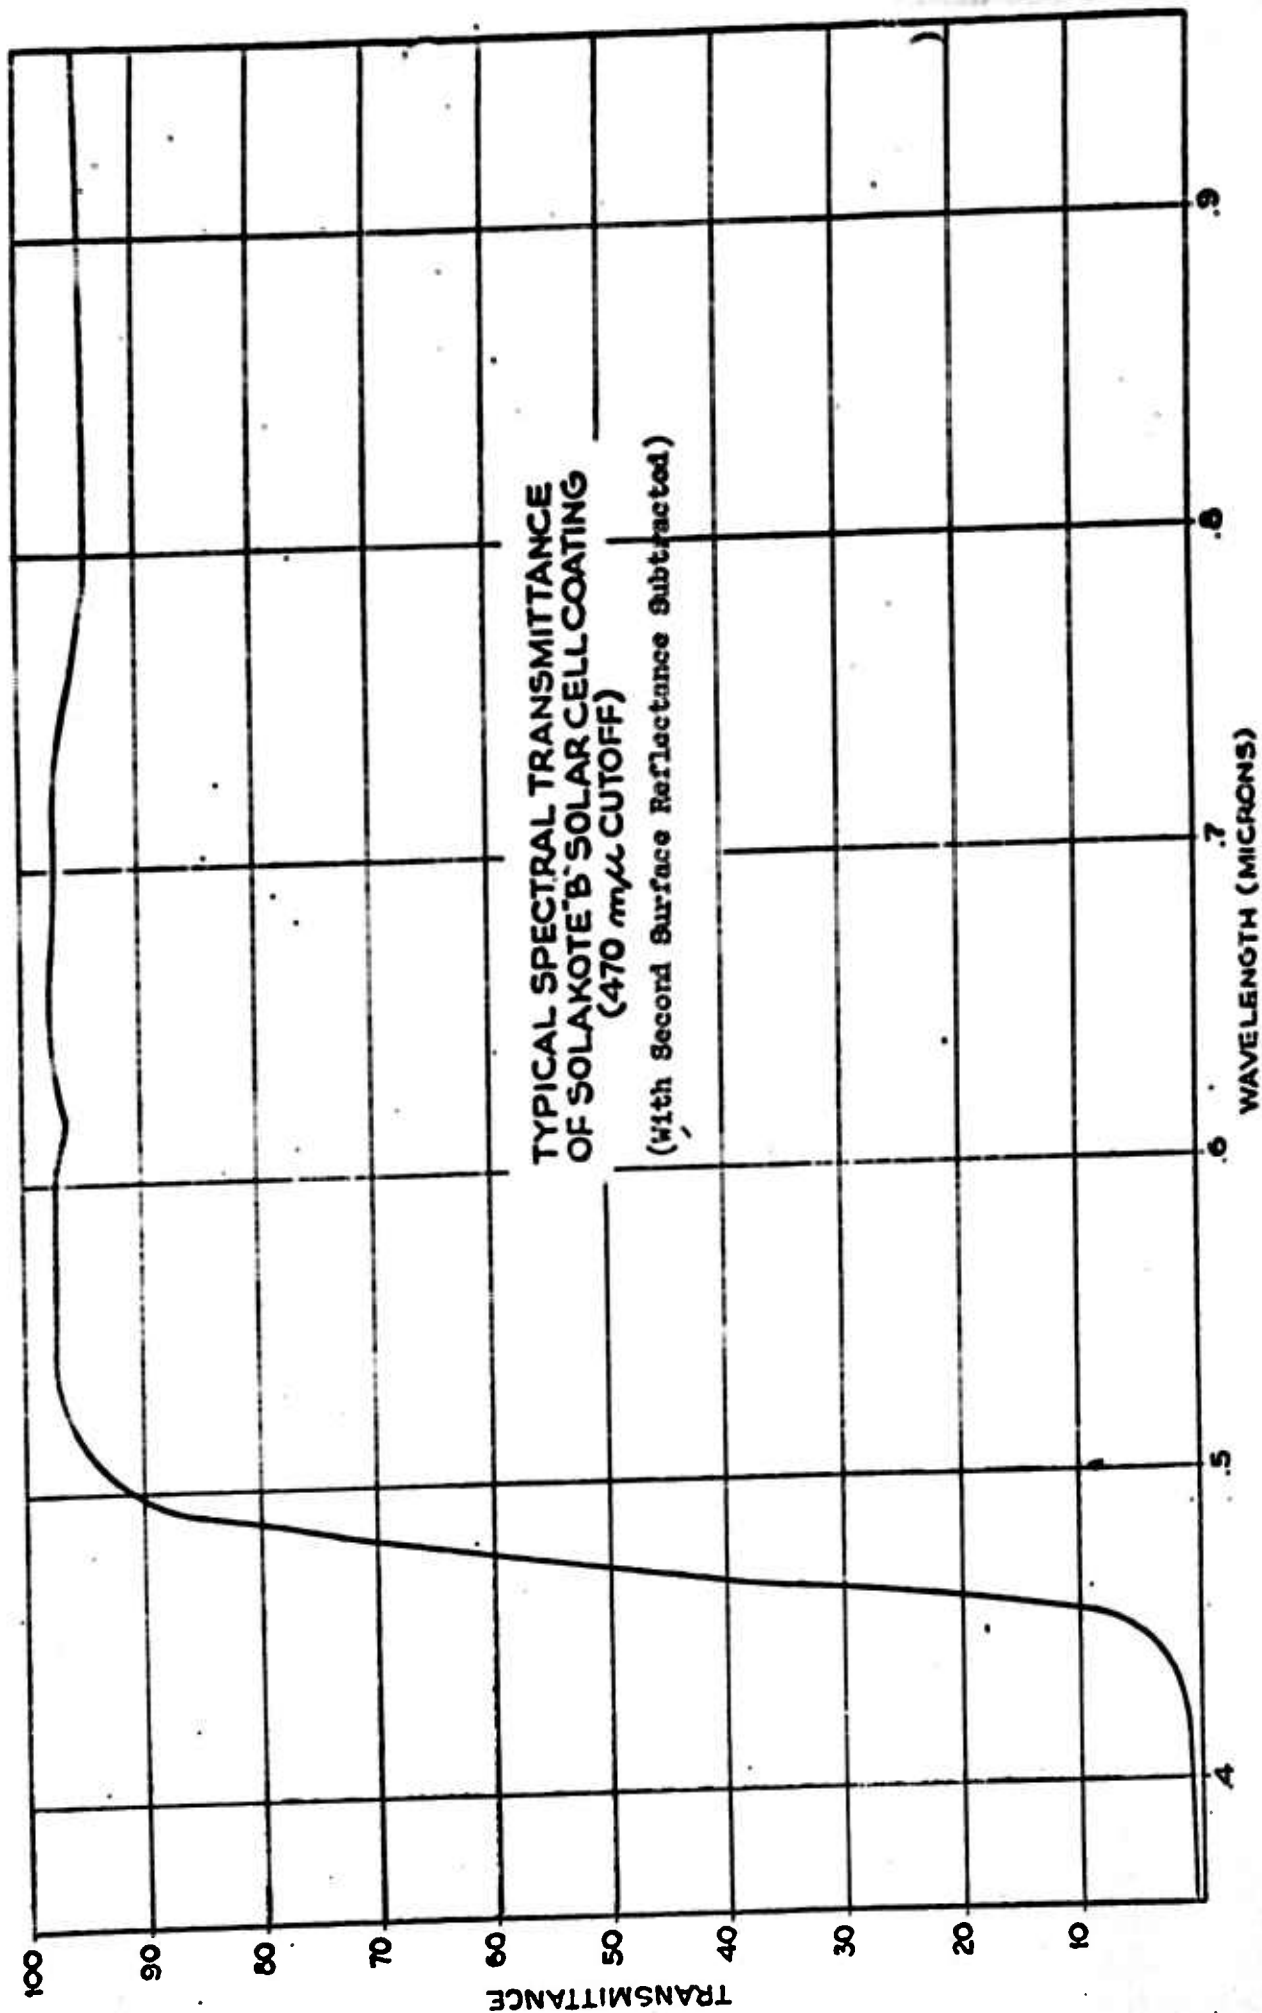 TYPICAL SPECTRAL TRANSMITTANCE
OF SOLAKOTE "B" SOLAR CELL COATING
(470 mμ CUTOFF)
(With Second Surface Reflectance Subtracted)
TRANSMITTANCE
100
90
80
70
60
50
40
30
20
10
.4
.5
.6
.7
.8
.9
WAVELENGTH (MICRONS)